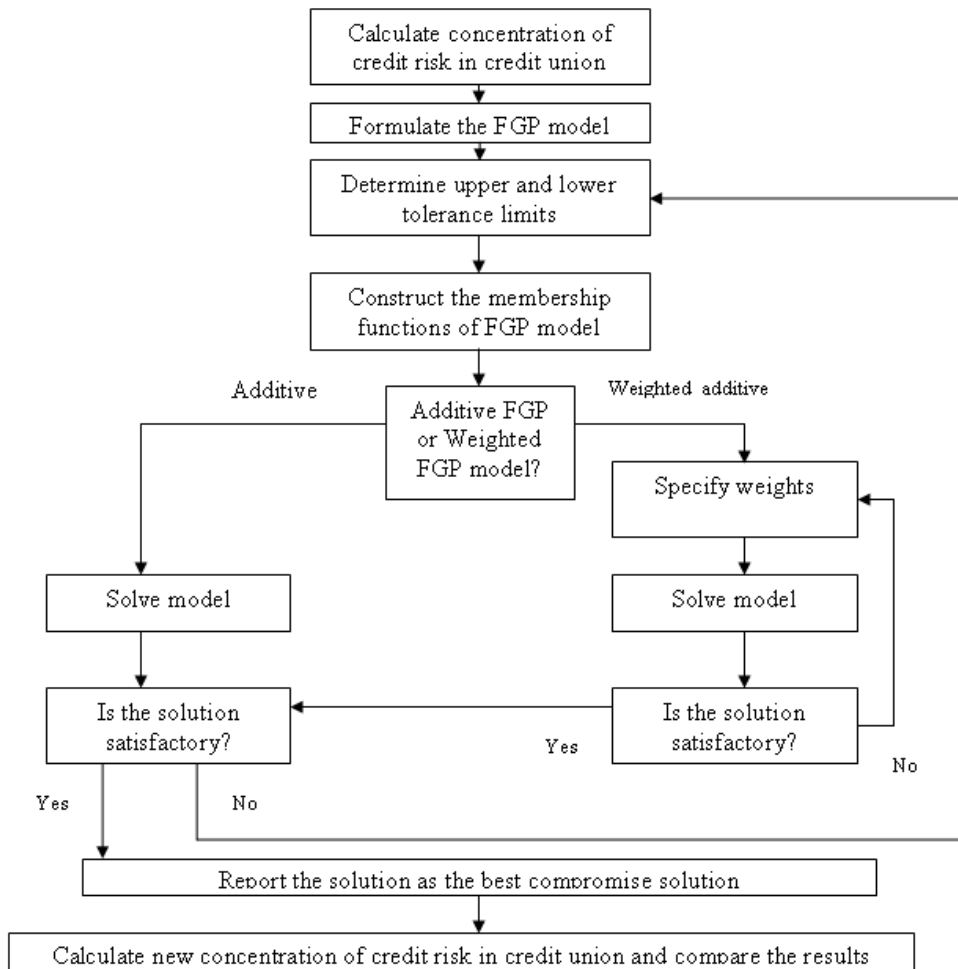 Calculate concentration of
credit risk in credit union
Formulate the FGP model
Determine upper and lower
tolerance limits
Construct the membership
functions of FGP model
Additive
Weighted additive
Additive FGP
or Weighted
FGP model?
Specify weights
Solve model
Solve model
Is the solution
satisfactory?
Is the solution
satisfactory?
Yes
No
Yes
No
Report the solution as the best compromise solution
Calculate new concentration of credit risk in credit union and compare the results